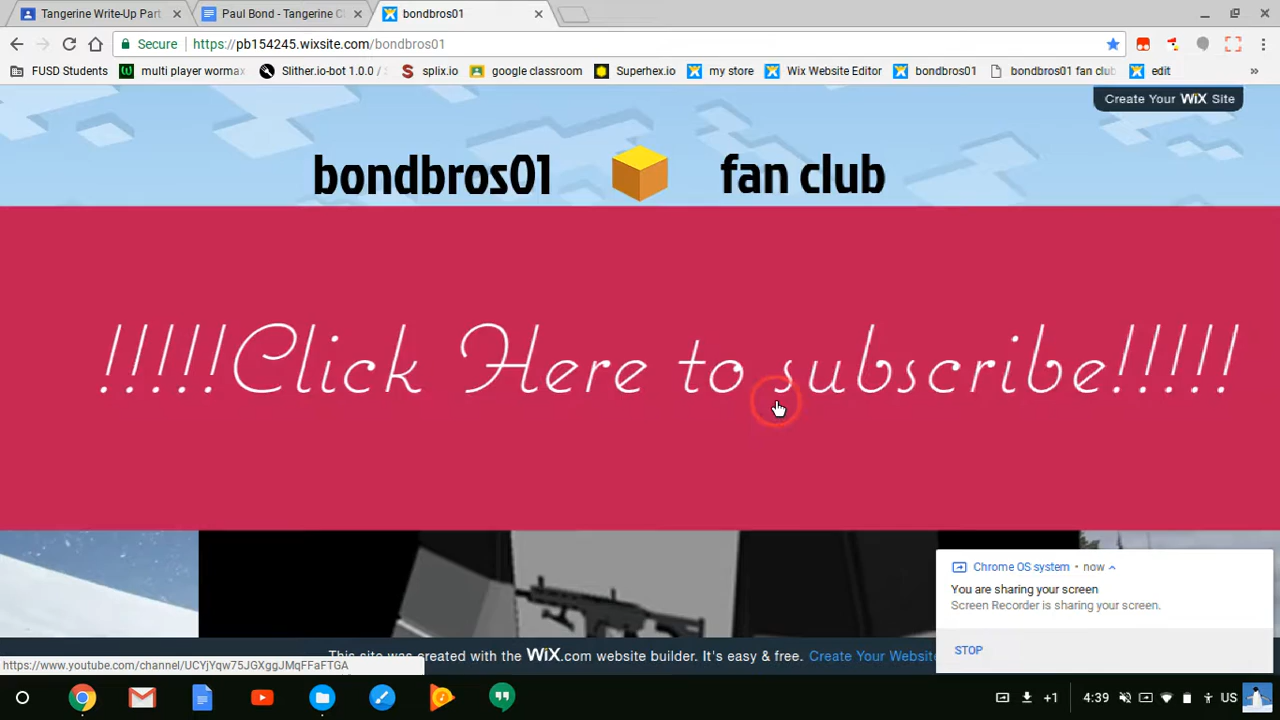 Tangerine Write-Up Part
Paul Bond - Tangerine C
bondbros01
Secure
https://pb154245.wixsite.com/bondbros01
FUSD Students
multi player wormax
Slither.io-bot 1.0.0 /
splix.io
google classroom
Superhex.io
my store
Wix Website Editor
bondbros01
bondbros01 fan club
edit
»
Create Your WiX Site
bondbros01 fan club
!!!!!Click Here to subscribe!!!!!
Chrome OS system • now
You are sharing your screen
Screen Recorder is sharing your screen.
STOP
This site was created with the WiX.com website builder. It's easy & free. Create Your Website
https://www.youtube.com/channel/UCYjYqw75JGXggJMqFFaFTGA
+1
4:39
US